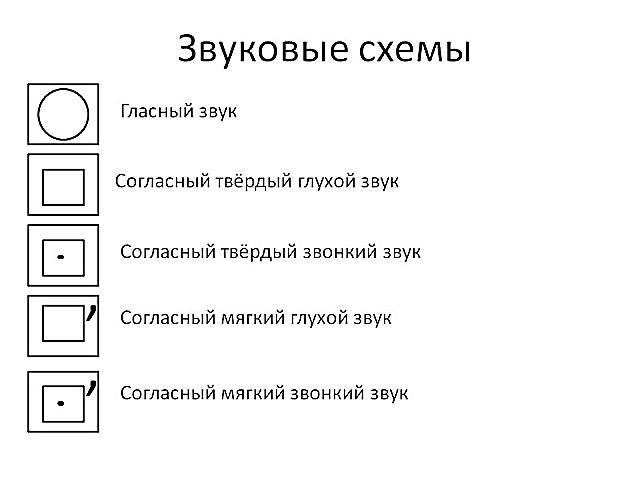 Звуковые схемы
Гласный звук
Согласный твёрдый глухой звук
Согласный твёрдый звонкий звук
Согласный мягкий глухой звук
Согласный мягкий звонкий звук